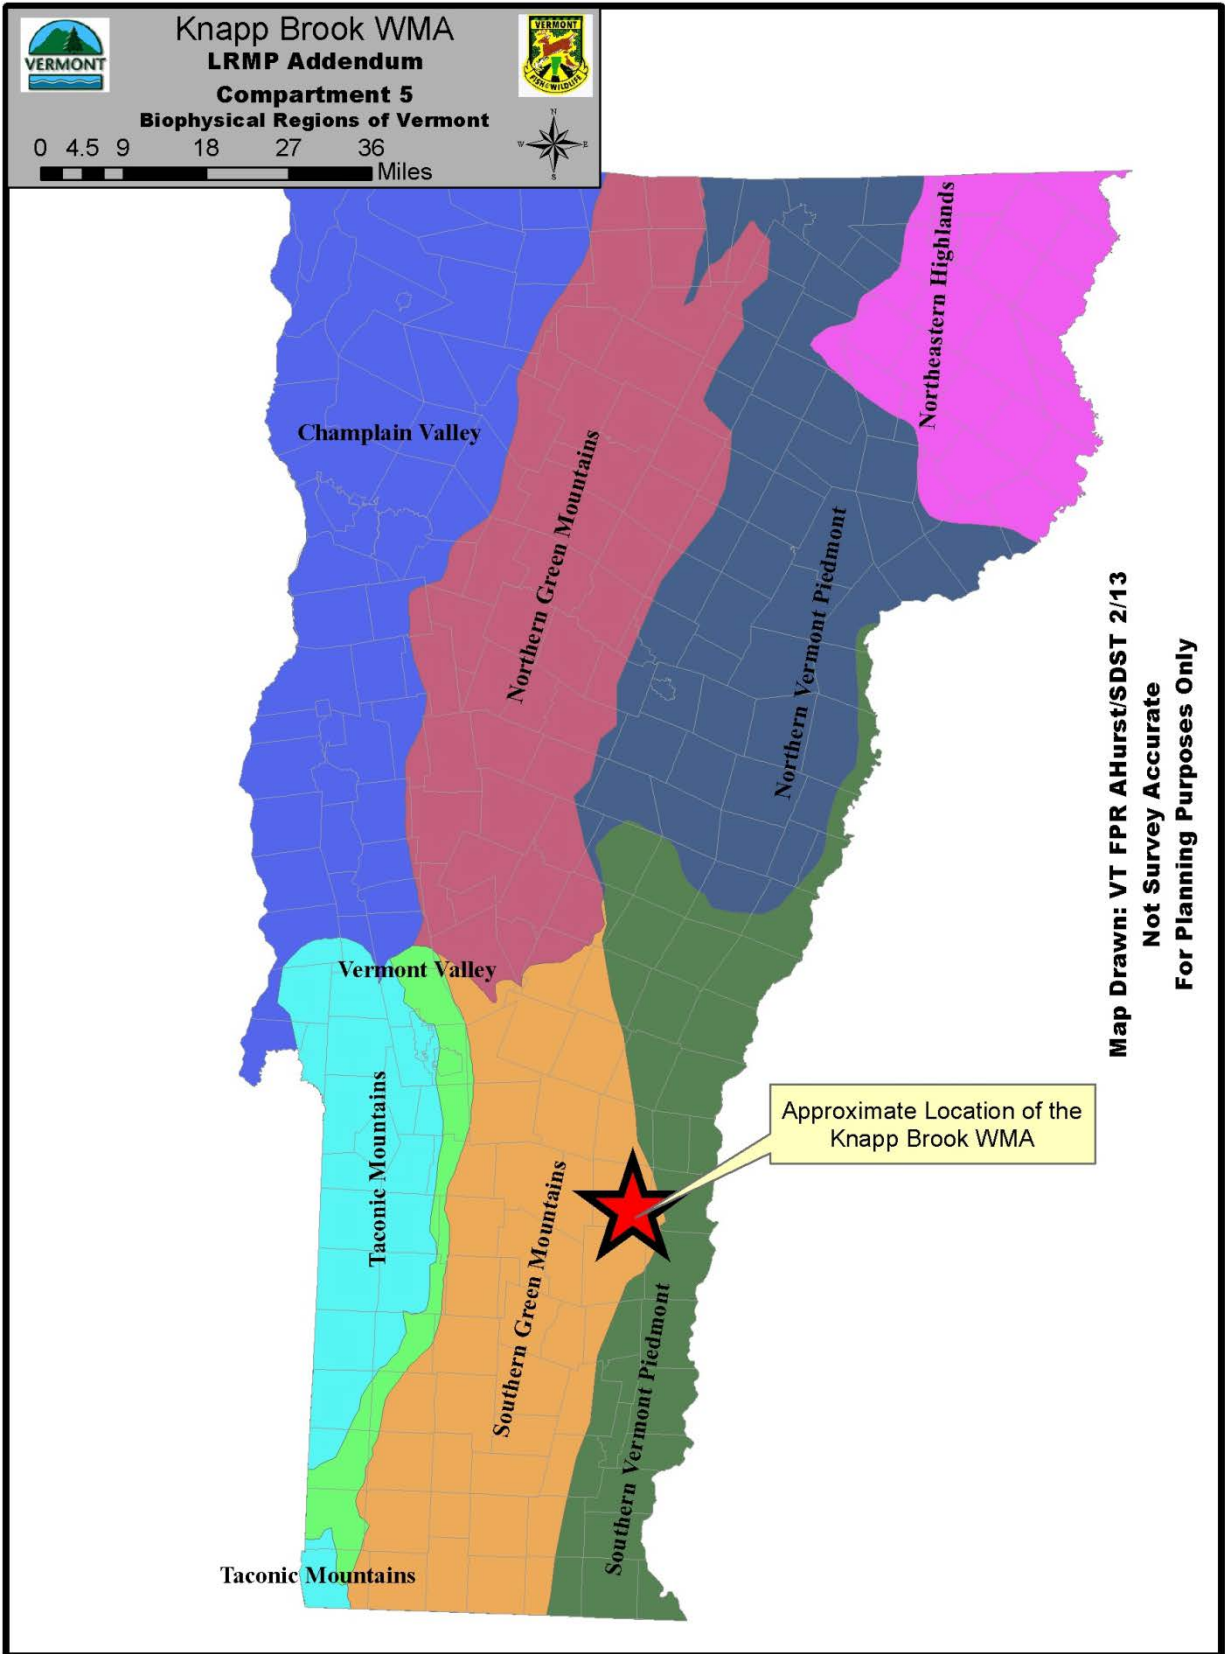 VERMONT
Knapp Brook WMA
LRMP Addendum
Compartment 5
Biophysical Regions of Vermont
VERMONT
FISH & WILDLIFE
0 4.5 9 18 27 36
Miles
N
W E
S
Northeastern Highlands
Champlain Valley
Northern Green Mountains
Northern Vermont Piedmont
Map Drawn: VT FPR AHurst/SDST 2/13
Not Survey Accurate
For Planning Purposes Only
Vermont Valley
Taconic Mountains
Approximate Location of the
Knapp Brook WMA
Southern Green Mountains
Southern Vermont Piedmont
Taconic Mountains